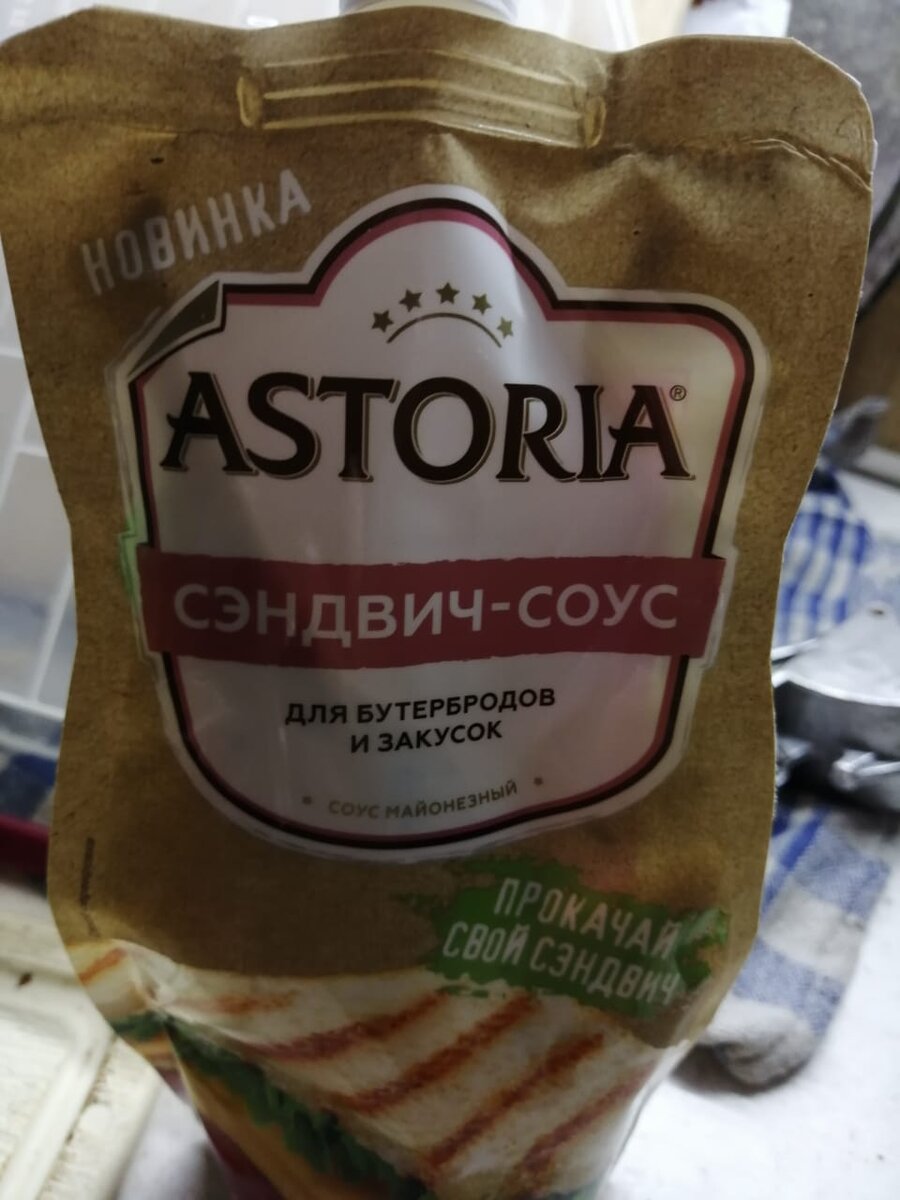 НОВИНКА
ASTORIA®
СЭНДВИЧ-СОУС
ДЛЯ БУТЕРБРОДОВ
И ЗАКУСОК
• СОУС МАЙОНЕЗНЫЙ •
ПРОКАЧАЙ
СВОЙ СЭНДВИЧ